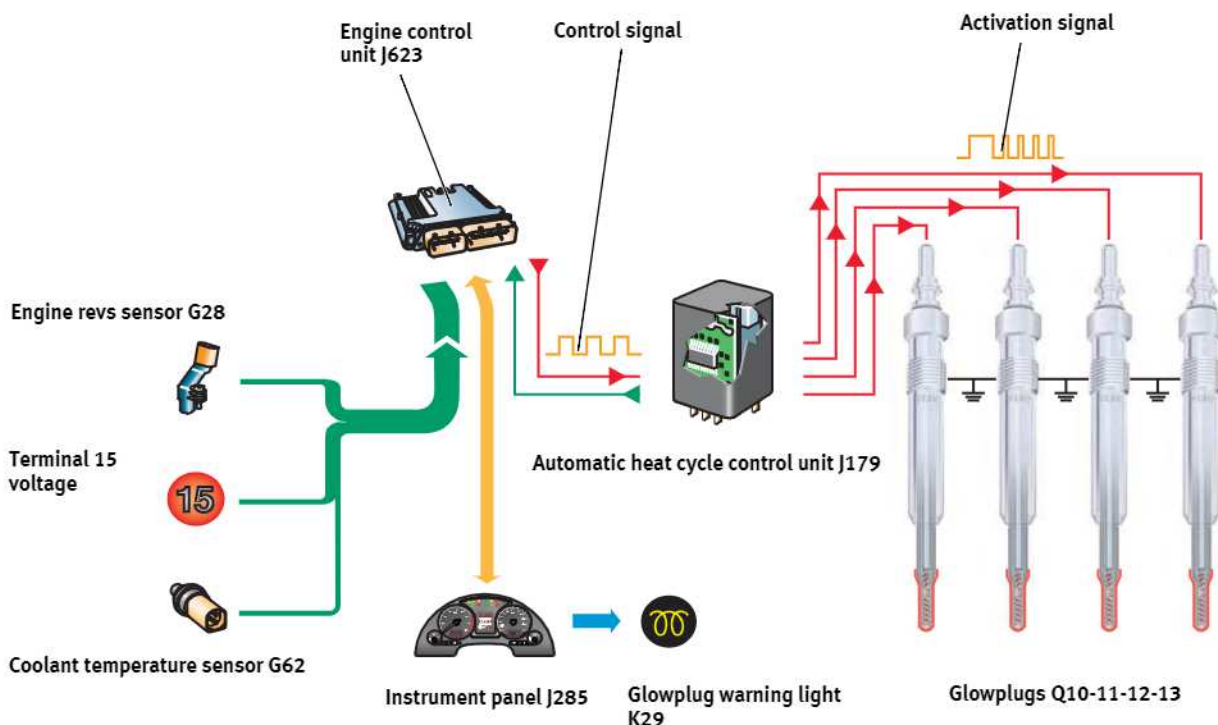 Engine control
unit J623
Control signal
Activation signal
Engine revs sensor G28
Terminal 15
voltage
15
Automatic heat cycle control unit J179
Coolant temperature sensor G62
Instrument panel J285
Glowplug warning light
K29
Glowplugs Q10-11-12-13